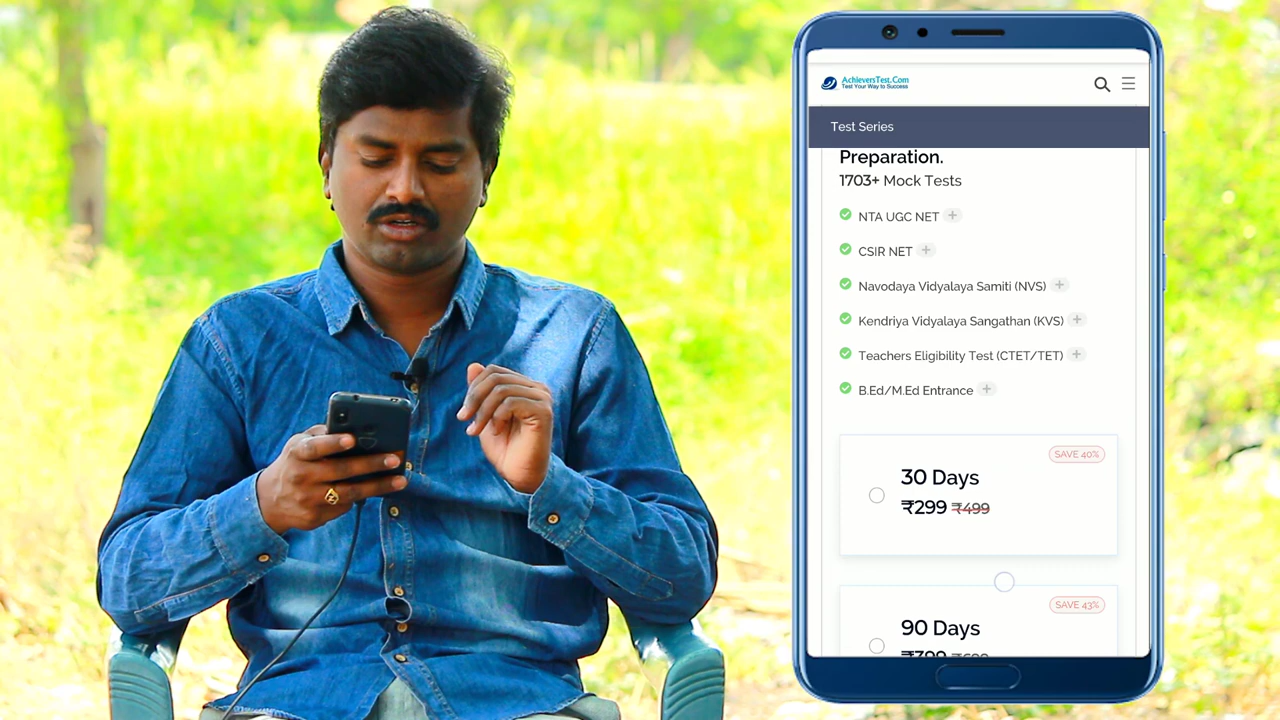 AchieversTest.Com
Test Your Way to Success
Test Series
Preparation.
1703+ Mock Tests
NTA UGC NET +
CSIR NET +
Navodaya Vidyalaya Samiti (NVS) +
Kendriya Vidyalaya Sangathan (KVS) +
Teachers Eligibility Test (CTET/TET) +
B.Ed/M.Ed Entrance +
SAVE 40%
30 Days
₹299 ₹499
SAVE 43%
90 Days